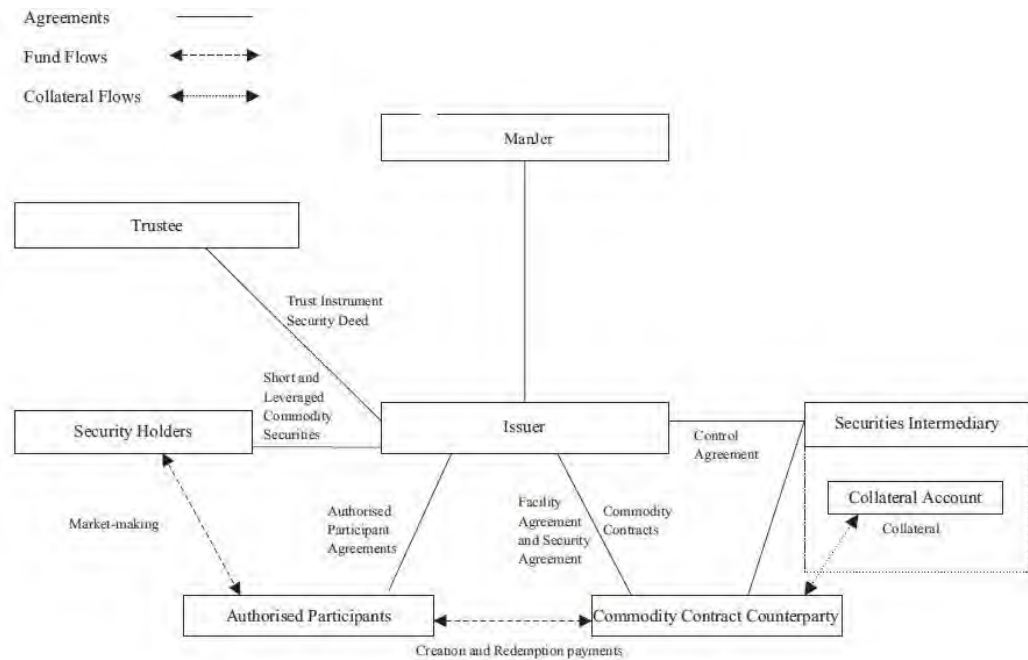 Agreements
Fund Flows
Collateral Flows
ManJer
Trustee
Trust Instrument
Security Deed
Short and
Leveraged
Commodity
Securities
Security Holders
Issuer
Securities Intermediary
Control
Agreement
Collateral Account
Collateral
Market-making
Authorised
Participant
Agreements
Facility
Agreement
and Security
Agreement
Commodity
Contracts
Authorised Participants
Commodity Contract Counterparty
Creation and Redemption payments